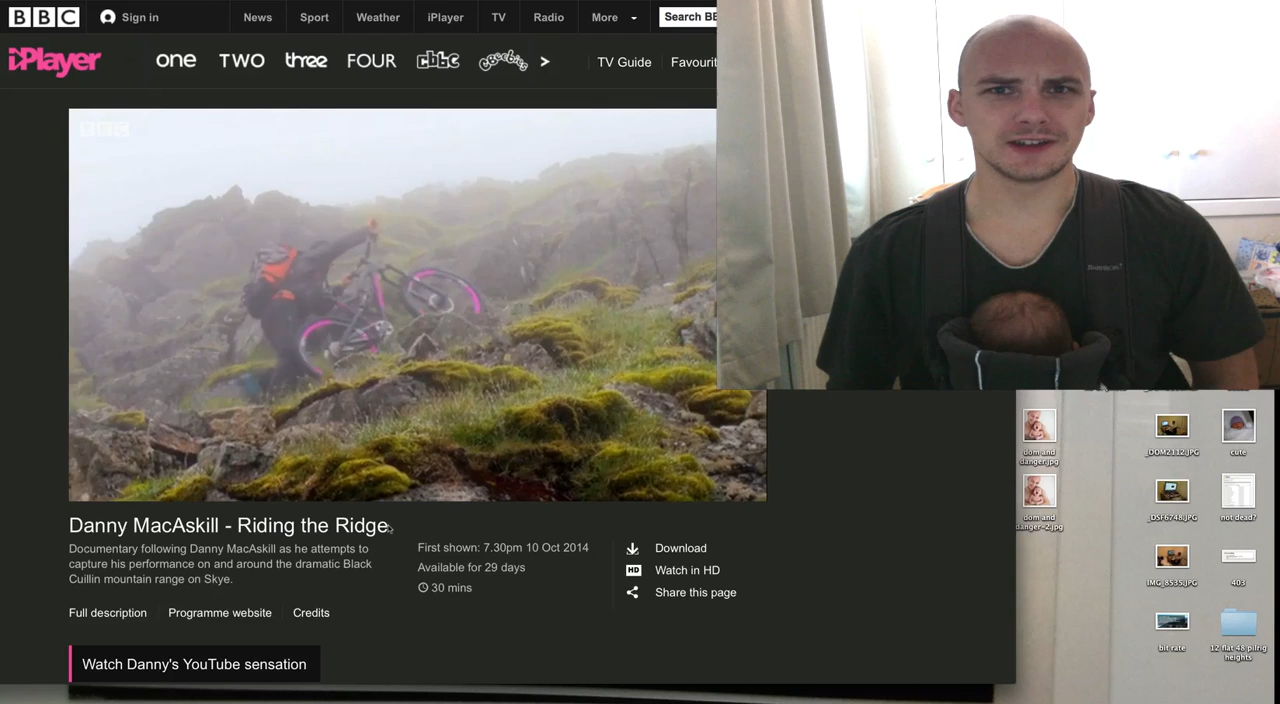 BBC
Sign in
News
Sport
Weather
iPlayer
TV
Radio
More
Search BB
iPlayer
one
TWO
three
FOUR
cbbc
cbeebies
>
TV Guide
Favourit
BBC
Danny MacAskill - Riding the Ridge
Documentary following Danny MacAskill as he attempts to
capture his performance on and around the dramatic Black
Cuillin mountain range on Skye.
First shown: 7.30pm 10 Oct 2014
Available for 29 days
30 mins
Download
HD Watch in HD
Share this page
Full description
Programme website
Credits
Watch Danny's YouTube sensation
dom and
danger.jpg
_DOM2112.JPG
cute
dom and
danger-2.jpg
_DSF6748.JPG
not dead?
IMG_8535.JPG
403
bit rate
12 flat 48 pilrig
heights